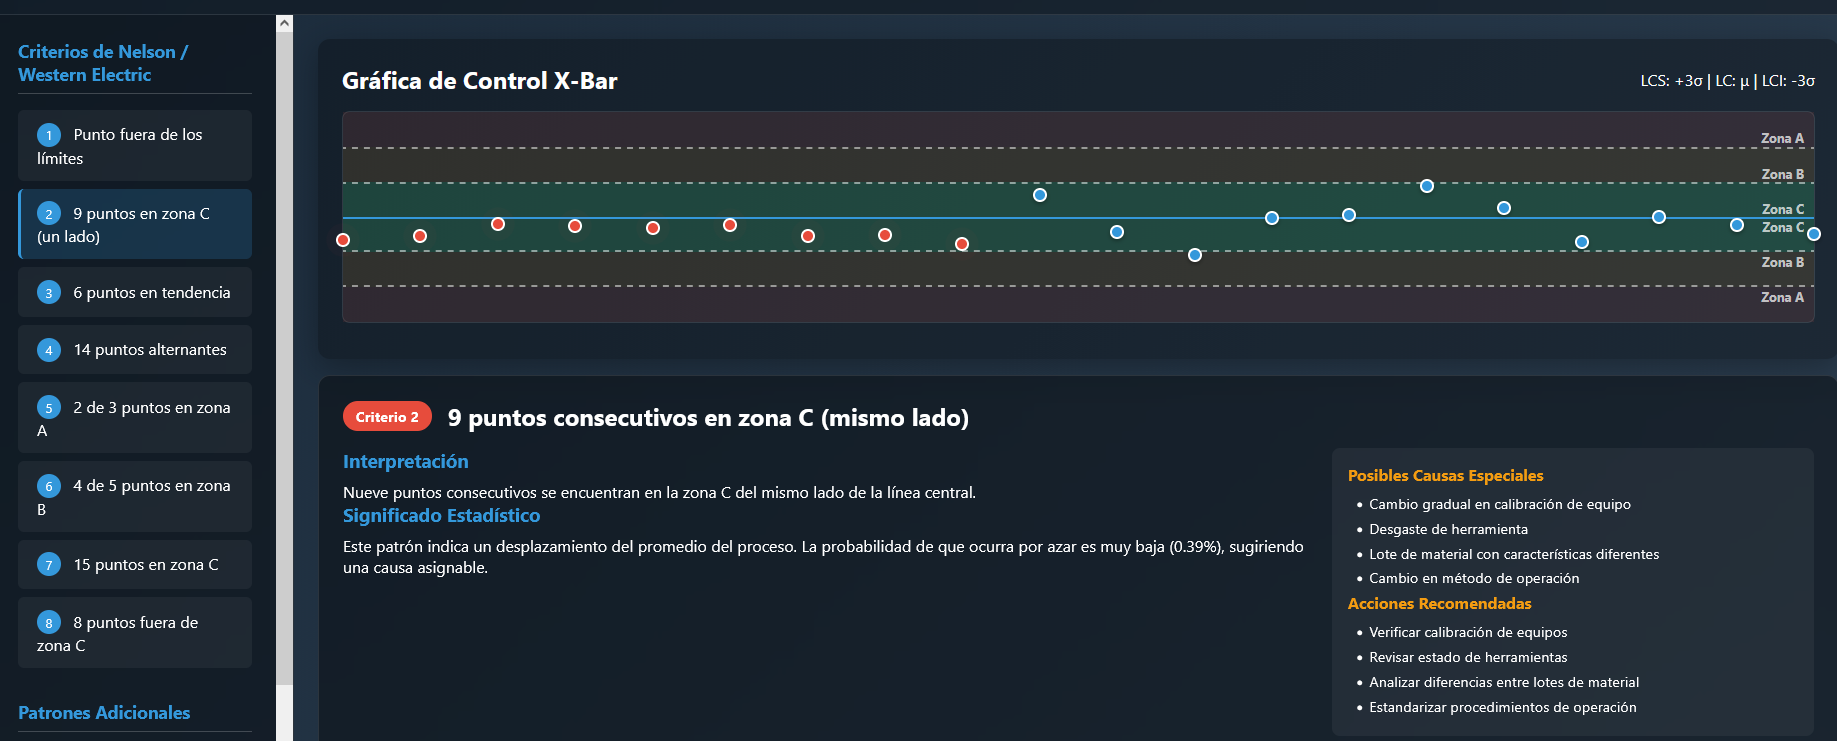 Criterios de Nelson /
Western Electric
1 Punto fuera de los
límites
2 9 puntos en zona C
(un lado)
3 6 puntos en tendencia
4 14 puntos alternantes
5 2 de 3 puntos en zona
A
6 4 de 5 puntos en zona
B
7 15 puntos en zona C
8 8 puntos fuera de
zona C
Patrones Adicionales
Gráfica de Control X-Bar
LCS: +3σ | LC: μ | LCI: -3σ
Zona A
Zona B
Zona C
Zona C
Zona B
Zona A
Criterio 2 9 puntos consecutivos en zona C (mismo lado)
Interpretación
Nueve puntos consecutivos se encuentran en la zona C del mismo lado de la línea central.
Significado Estadístico
Este patrón indica un desplazamiento del promedio del proceso. La probabilidad de que ocurra por azar es muy baja (0.39%), sugiriendo
una causa asignable.
Posibles Causas Especiales
• Cambio gradual en calibración de equipo
• Desgaste de herramienta
• Lote de material con características diferentes
• Cambio en método de operación
Acciones Recomendadas
• Verificar calibración de equipos
• Revisar estado de herramientas
• Analizar diferencias entre lotes de material
• Estandarizar procedimientos de operación